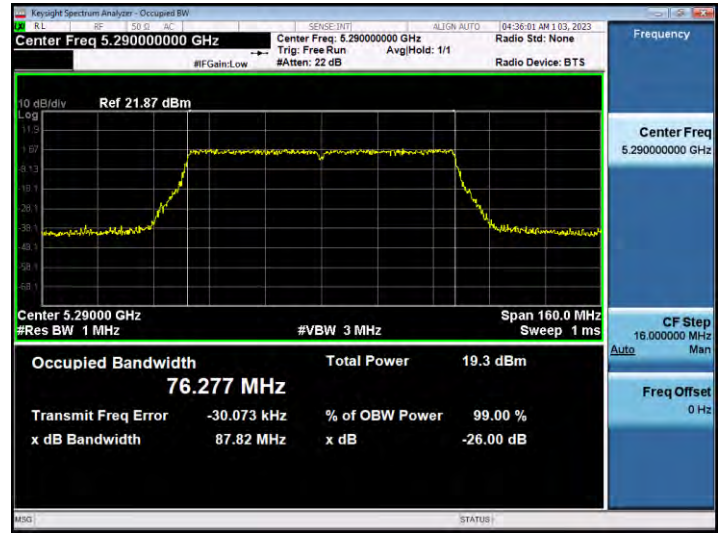 Keysight Spectrum Analyzer - Occupied BW
RL RF 50 Ω AC SENSE:INT ALIGN AUTO 04:36:01 AM 1 03, 2023
Center Freq 5.290000000 GHz
Center Freq: 5.290000000 GHz
Radio Std: None
Trig: Free Run Avg|Hold: 1/1
#IFGain:Low #Atten: 22 dB Radio Device: BTS
Frequency
10 dB/div Ref 21.87 dBm
Log
11.9
1.87
-8.13
-18.1
-28.1
-38.1
-48.1
-58.1
-68.1
Center 5.29000 GHz Span 160.0 MHz
#Res BW 1 MHz #VBW 3 MHz Sweep 1 ms
Center Freq
5.290000000 GHz
CF Step
16.000000 MHz
Auto Man
Freq Offset
0 Hz
Occupied Bandwidth Total Power 19.3 dBm
76.277 MHz
Transmit Freq Error -30.073 kHz % of OBW Power 99.00 %
x dB Bandwidth 87.82 MHz x dB -26.00 dB
MSG STATUS